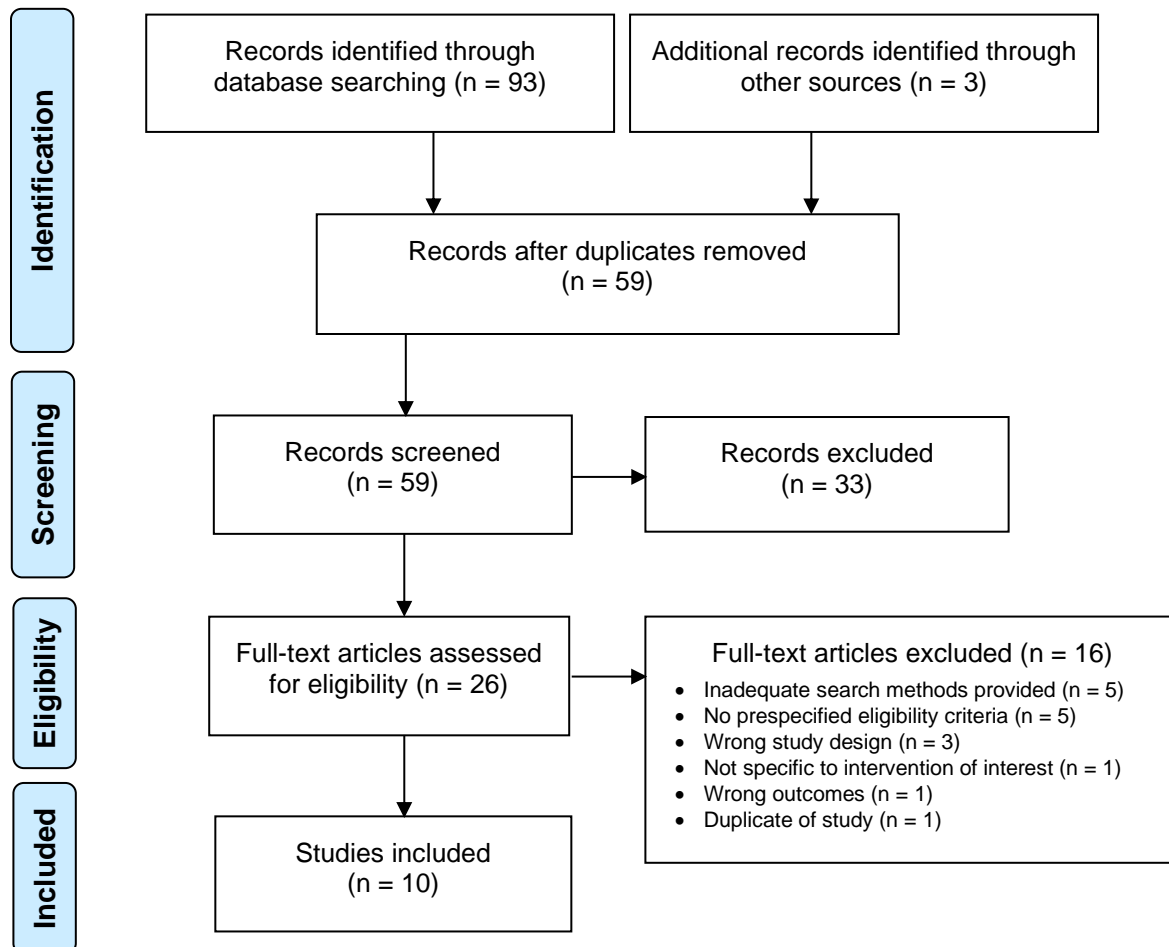 Identification
Records identified through
database searching (n = 93)
Additional records identified through
other sources (n = 3)
Records after duplicates removed
(n = 59)
Screening
Records screened
(n = 59)
Records excluded
(n = 33)
Eligibility
Full-text articles assessed
for eligibility (n = 26)
Full-text articles excluded (n = 16)
• Inadequate search methods provided (n = 5)
• No prespecified eligibility criteria (n = 5)
• Wrong study design (n = 3)
• Not specific to intervention of interest (n = 1)
• Wrong outcomes (n = 1)
• Duplicate of study (n = 1)
Included
Studies included
(n = 10)